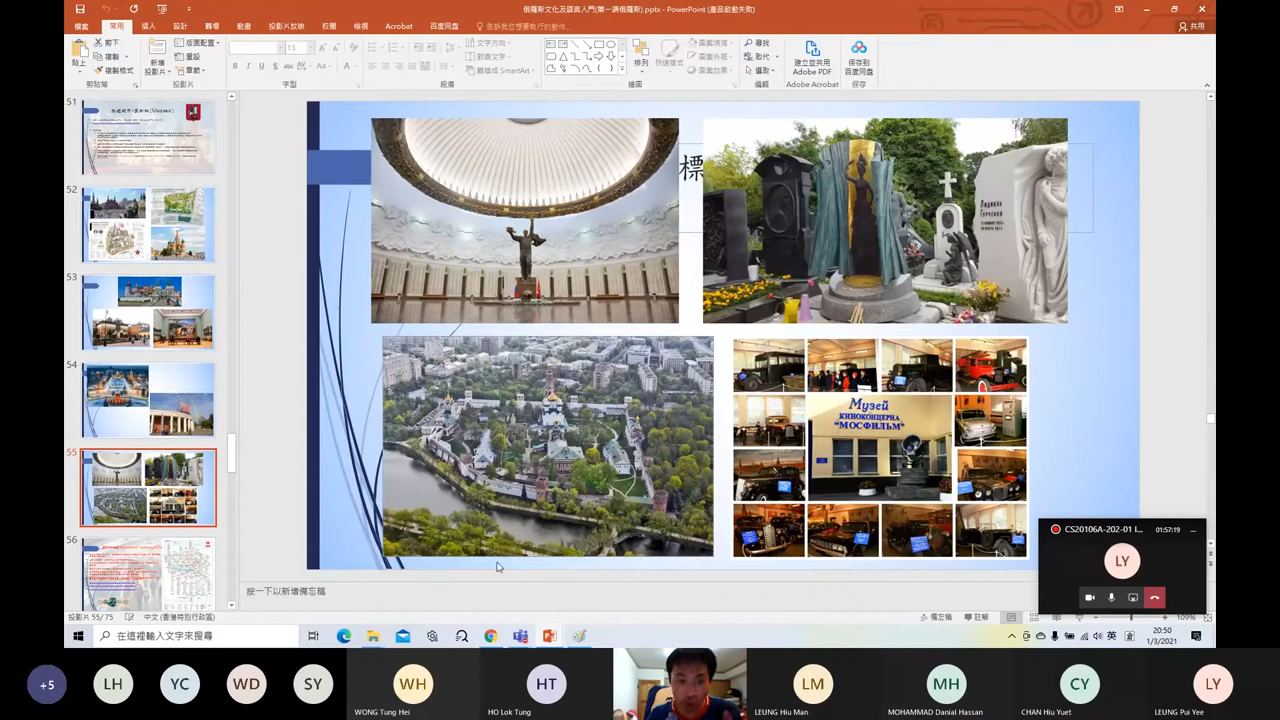 俄羅斯文化及語言入門(第一講俄羅斯).pptx - PowerPoint (產品啟動失敗)
檔案 常用 插入 設計 轉場 動畫 投影片放映 校閱 檢視 Acrobat 百度网盘 告訴我您想要執行的動作... 共用
貼上 剪下 複製 複製格式 新增投影片 版面配置 重設 章節
13
文字方向 對齊文字 轉換成 SmartArt
排列 快速樣式 圖案填滿 圖案外框 圖案效果
尋找 取代 選取
建立並共用 Adobe PDF
保存到 百度网盘
剪貼簿 投影片 字型 段落 繪圖 編輯 Adobe Acrobat 保存
51
52
53
54
55
56
標
Людмила
Гурченко
Музей
КИНОКОНЦЕРНА
"МОСФИЛЬМ"
CS20106A-202-01 I... 01:57:19
LY
按一下以新增備忘稿
投影片 55/75 中文 (香港特別行政區) 備忘稿 註解 109%
在這裡輸入文字來搜尋
英
20:50
1/3/2021
+5 LH YC WD SY WH HT LM MH CY LY
WONG Tung Hei HO Lok Tung LEUNG Hiu Man MOHAMMAD Danial Hassan CHAN Hiu Yuet LEUNG Pui Yee